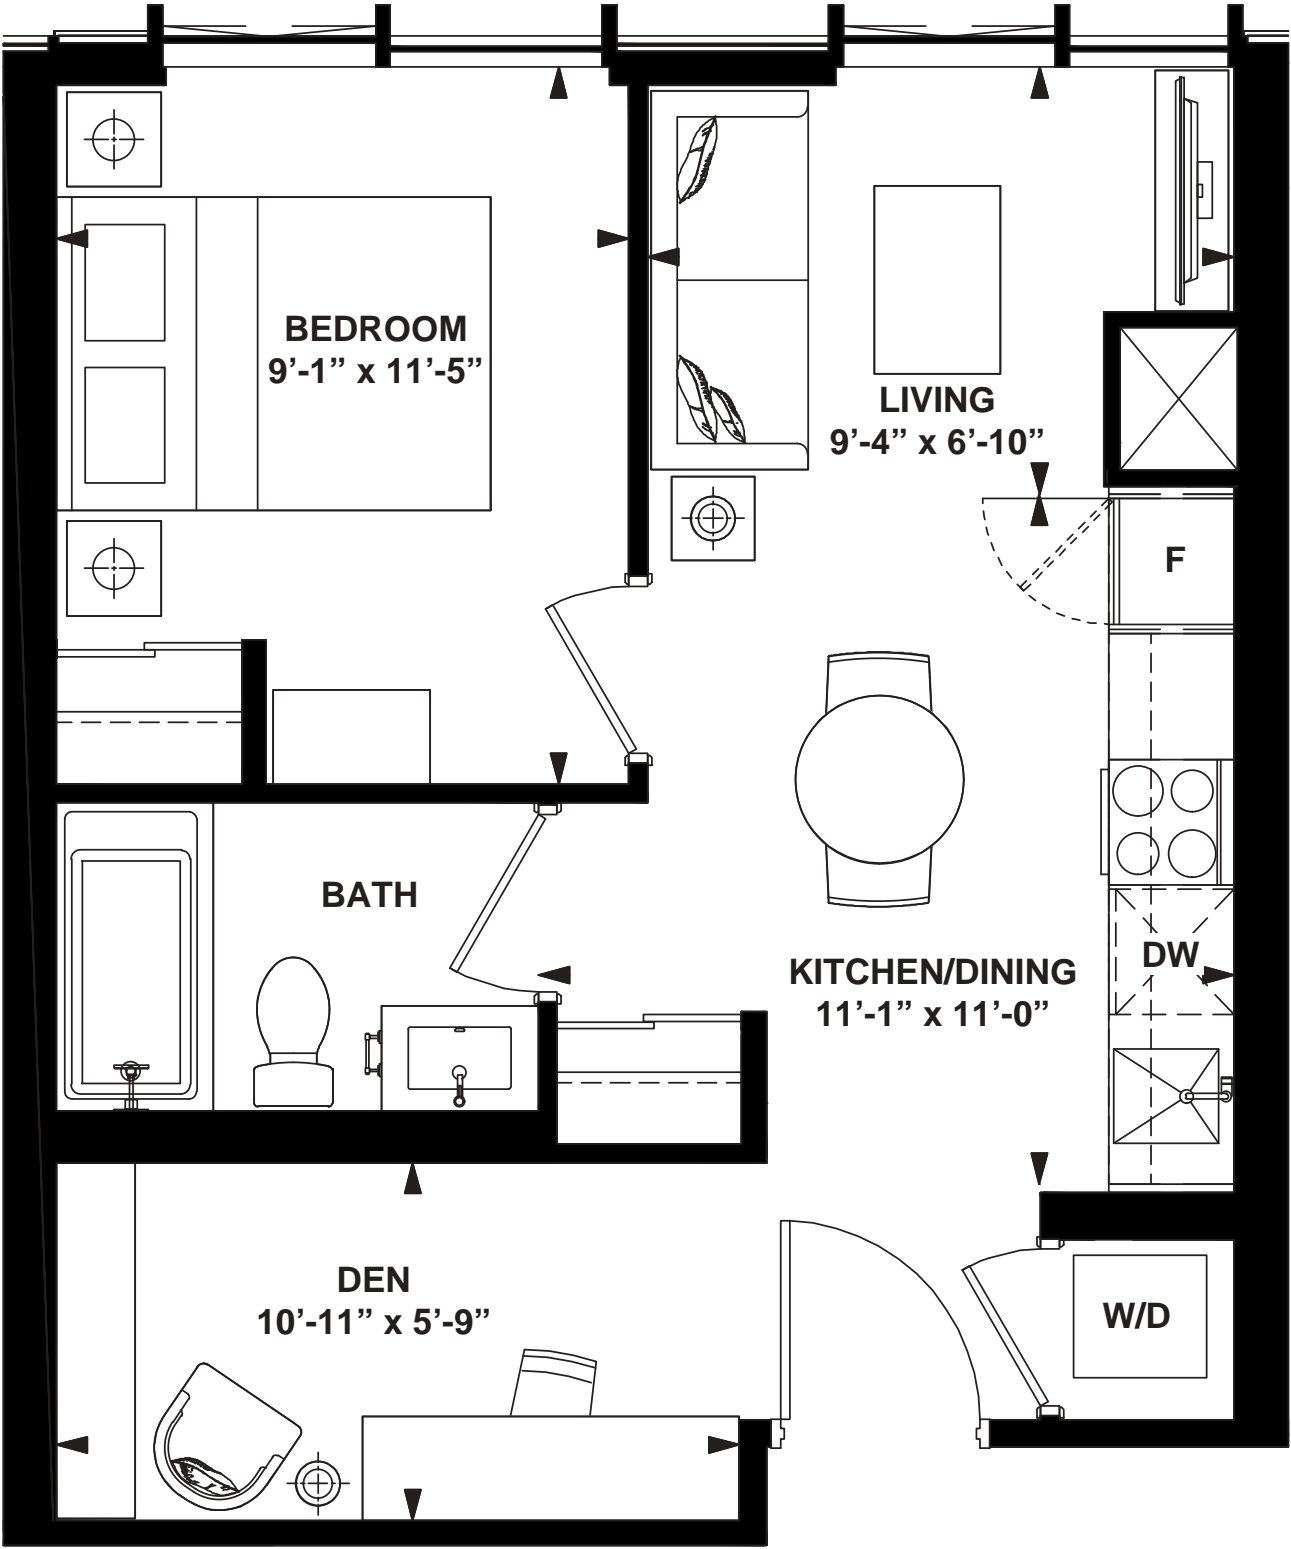 BEDROOM
9’-1” x 11’-5”
LIVING
9’-4” x 6’-10”
F
BATH
DW
KITCHEN/DINING
11’-1” x 11’-0”
DEN
10’-11” x 5’-9”
W/D